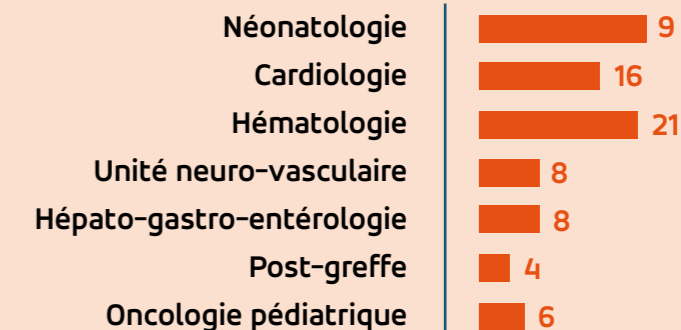 Néonatologie 9
Cardiologie 16
Hématologie 21
Unité neuro-vasculaire 8
Hépato-gastro-entérologie 8
Post-greffe 4
Oncologie pédiatrique 6